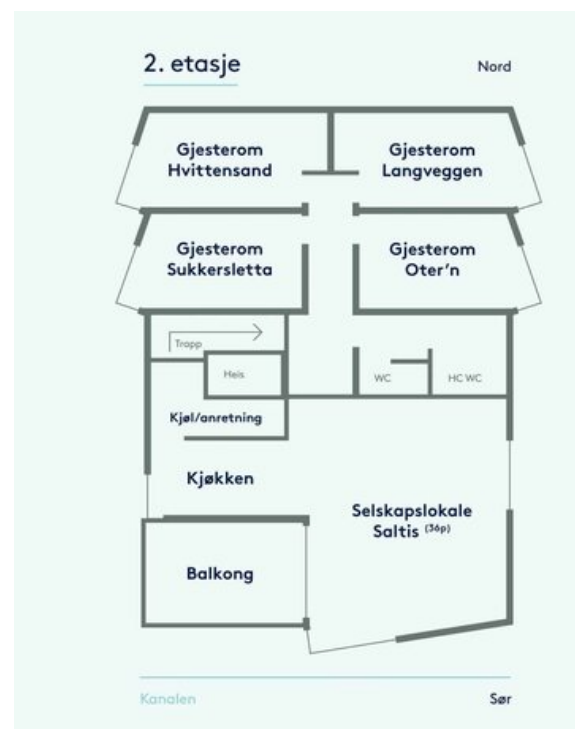 2. etasje
Nord
Gjesterom
Hvittensand
Gjesterom
Langveggen
Gjesterom
Sukkersletta
Gjesterom
Oter'n
Trapp
Heis
WC
HC WC
Kjøl/anretning
Kjøkken
Selskapslokale
Saltis (36p)
Balkong
Kanalen
Sør